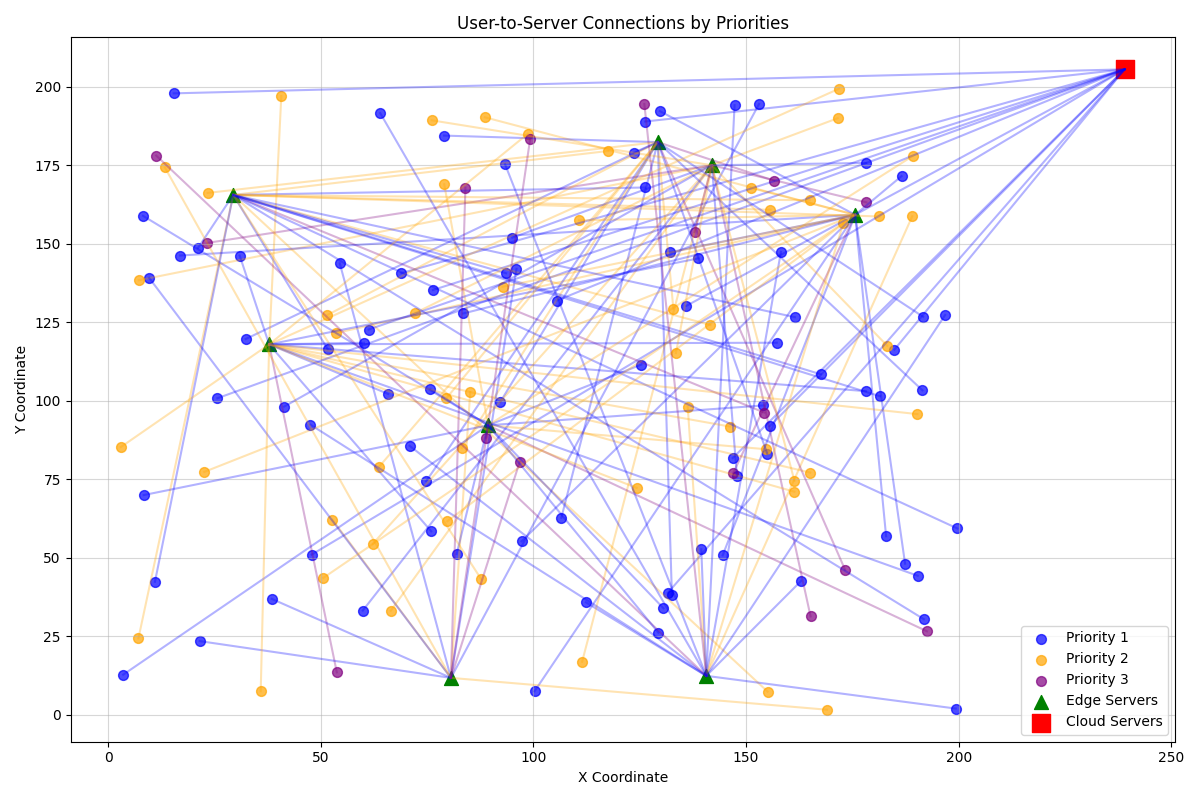 User-to-Server Connections by Priorities
200
175
150
125
100
75
50
25
0
Y Coordinate
0 50 100 150 200 250
X Coordinate
Priority 1
Priority 2
Priority 3
Edge Servers
Cloud Servers